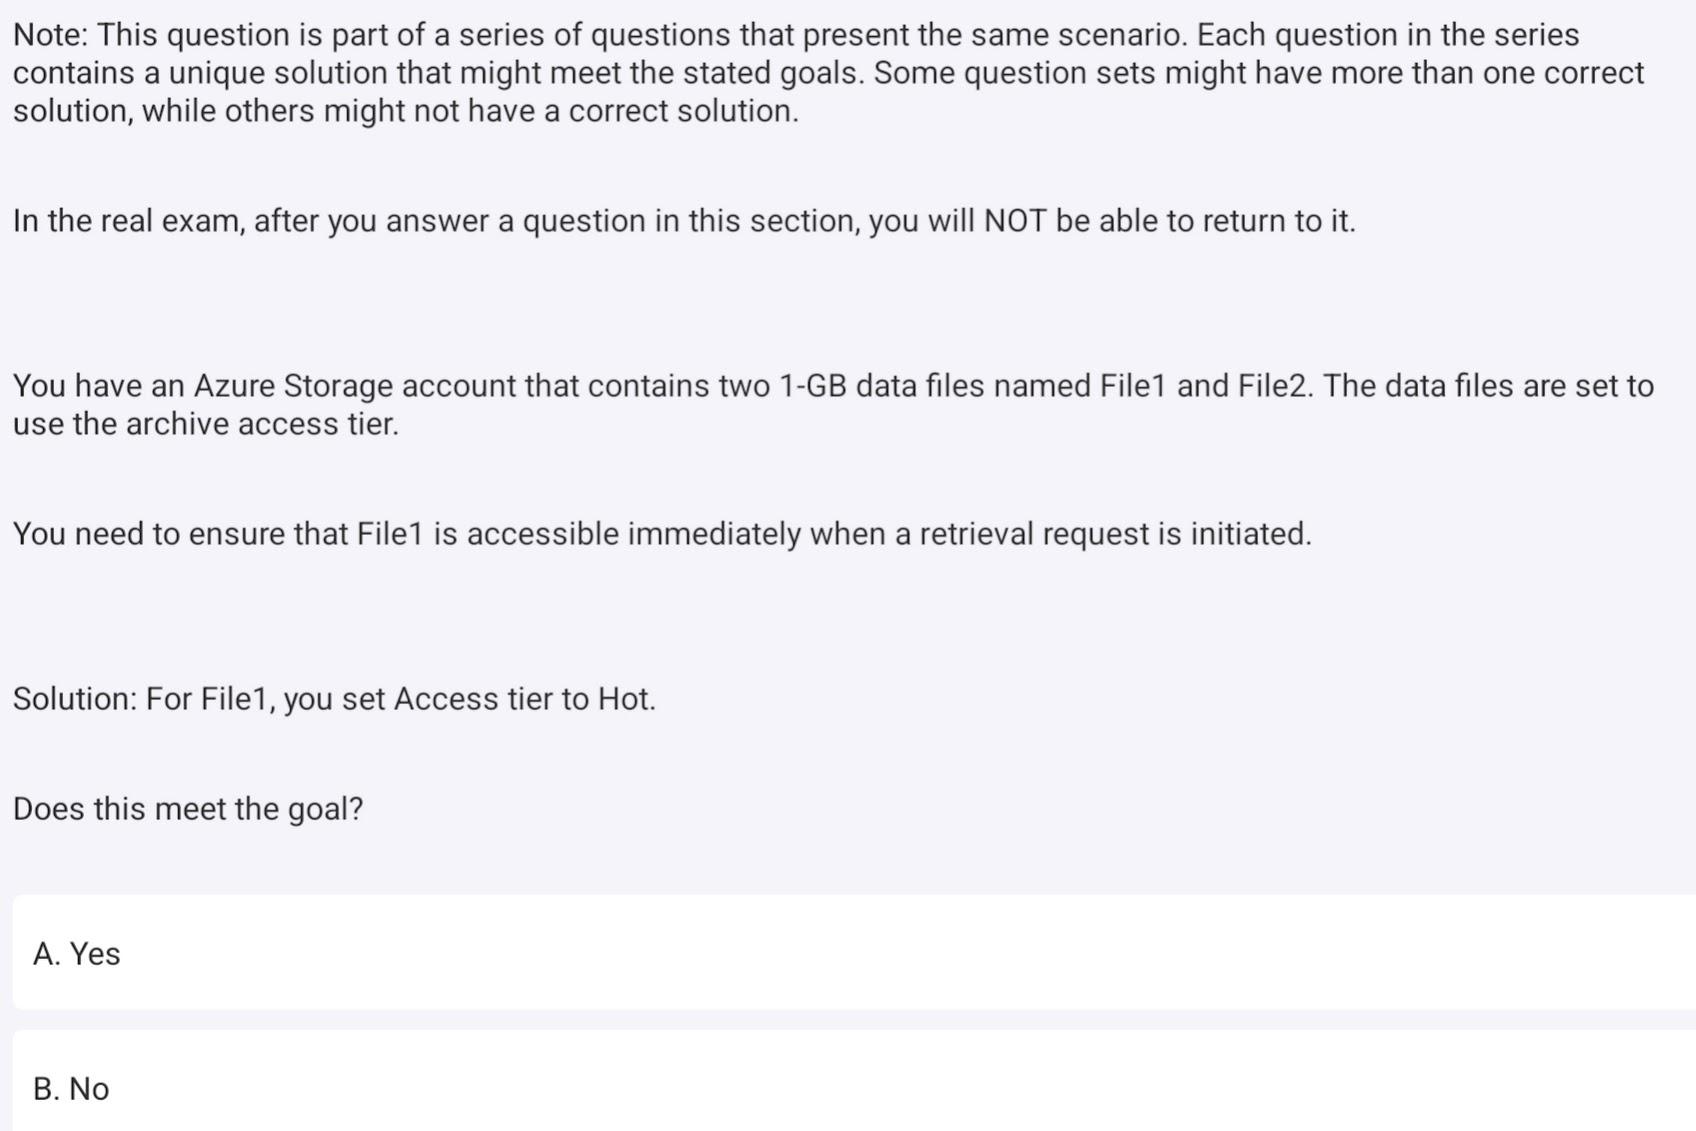 Note: This question is part of a series of questions that present the same scenario. Each question in the series
contains a unique solution that might meet the stated goals. Some question sets might have more than one correct
solution, while others might not have a correct solution.
In the real exam, after you answer a question in this section, you will NOT be able to return to it.
You have an Azure Storage account that contains two 1-GB data files named File1 and File2. The data files are set to
use the archive access tier.
You need to ensure that File1 is accessible immediately when a retrieval request is initiated.
Solution: For File1, you set Access tier to Hot.
Does this meet the goal?
A. Yes
B. No